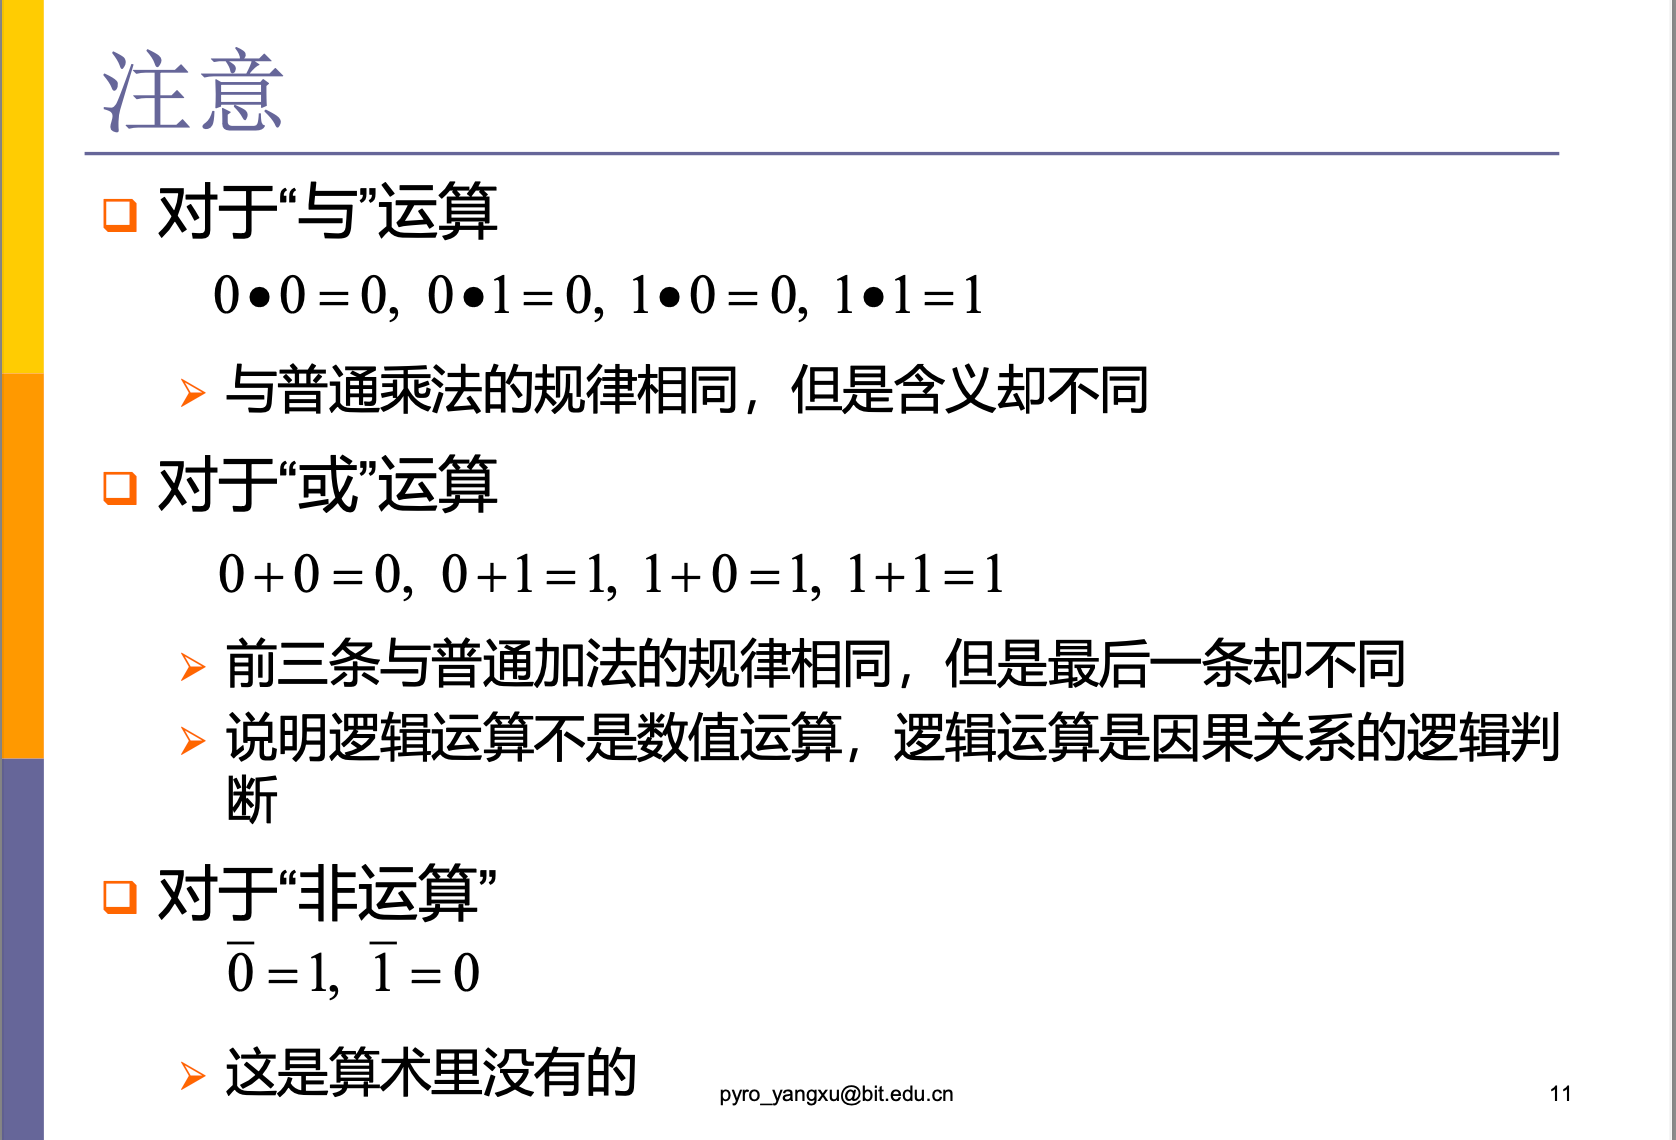 注意
对于“与”运算
0•0=0, 0•1=0, 1•0=0, 1•1=1
与普通乘法的规律相同，但是含义却不同
对于“或”运算
0+0=0, 0+1=1, 1+0=1, 1+1=1
前三条与普通加法的规律相同，但是最后一条却不同
说明逻辑运算不是数值运算，逻辑运算是因果关系的逻辑判
断
对于“非运算”
0̅=1, 1̅=0
这是算术里没有的
pyro_yangxu@bit.edu.cn
11